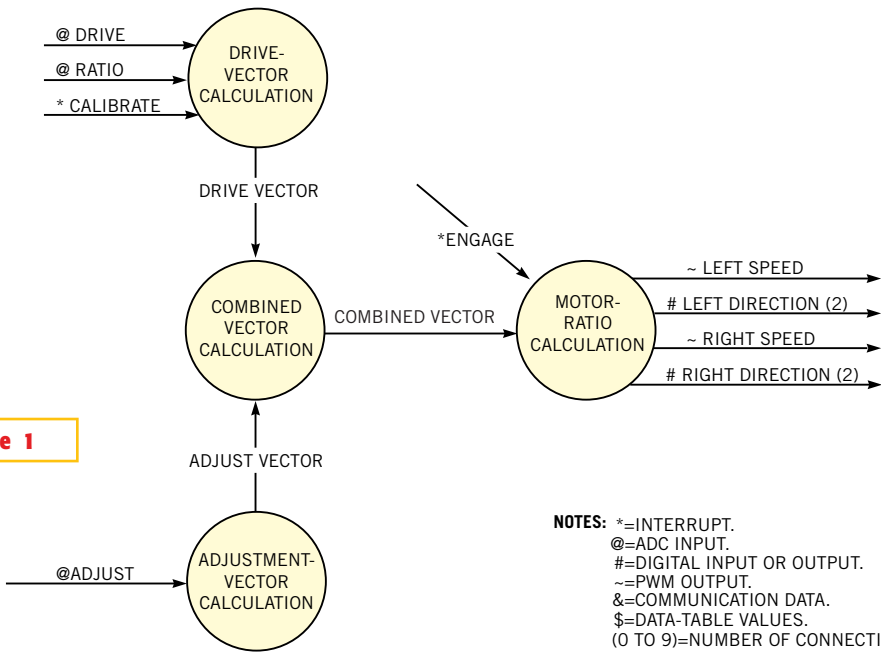 @ DRIVE
@ RATIO
* CALIBRATE
DRIVE-
VECTOR
CALCULATION
DRIVE VECTOR
*ENGAGE
COMBINED
VECTOR
CALCULATION
COMBINED VECTOR
MOTOR-
RATIO
CALCULATION
~ LEFT SPEED
# LEFT DIRECTION (2)
~ RIGHT SPEED
# RIGHT DIRECTION (2)
e 1
ADJUST VECTOR
@ADJUST
ADJUSTMENT-
VECTOR
CALCULATION
NOTES: *=INTERRUPT.
@=ADC INPUT.
#=DIGITAL INPUT OR OUTPUT.
~=PWM OUTPUT.
&=COMMUNICATION DATA.
$=DATA-TABLE VALUES.
(0 TO 9)=NUMBER OF CONNECTI